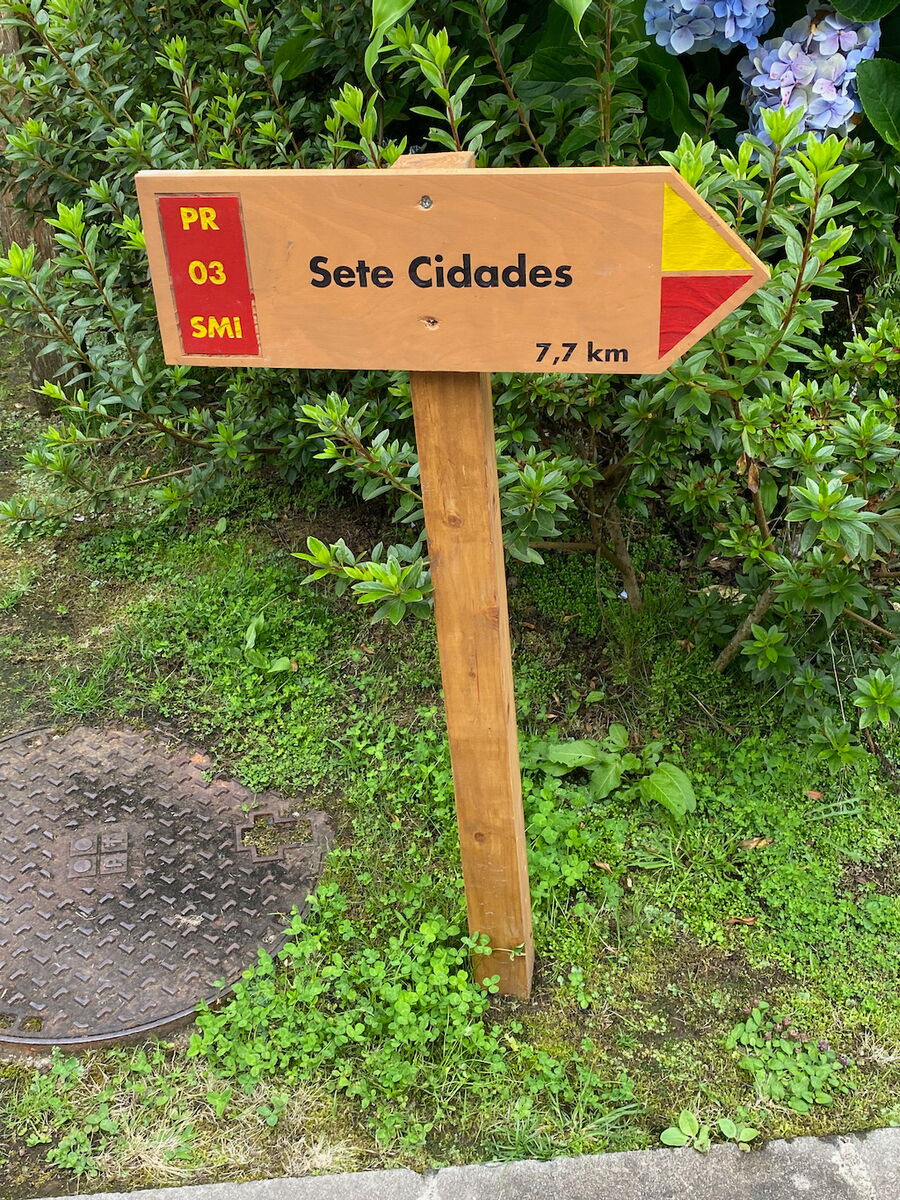 PR
03
SMI
Sete Cidades
7,7 km